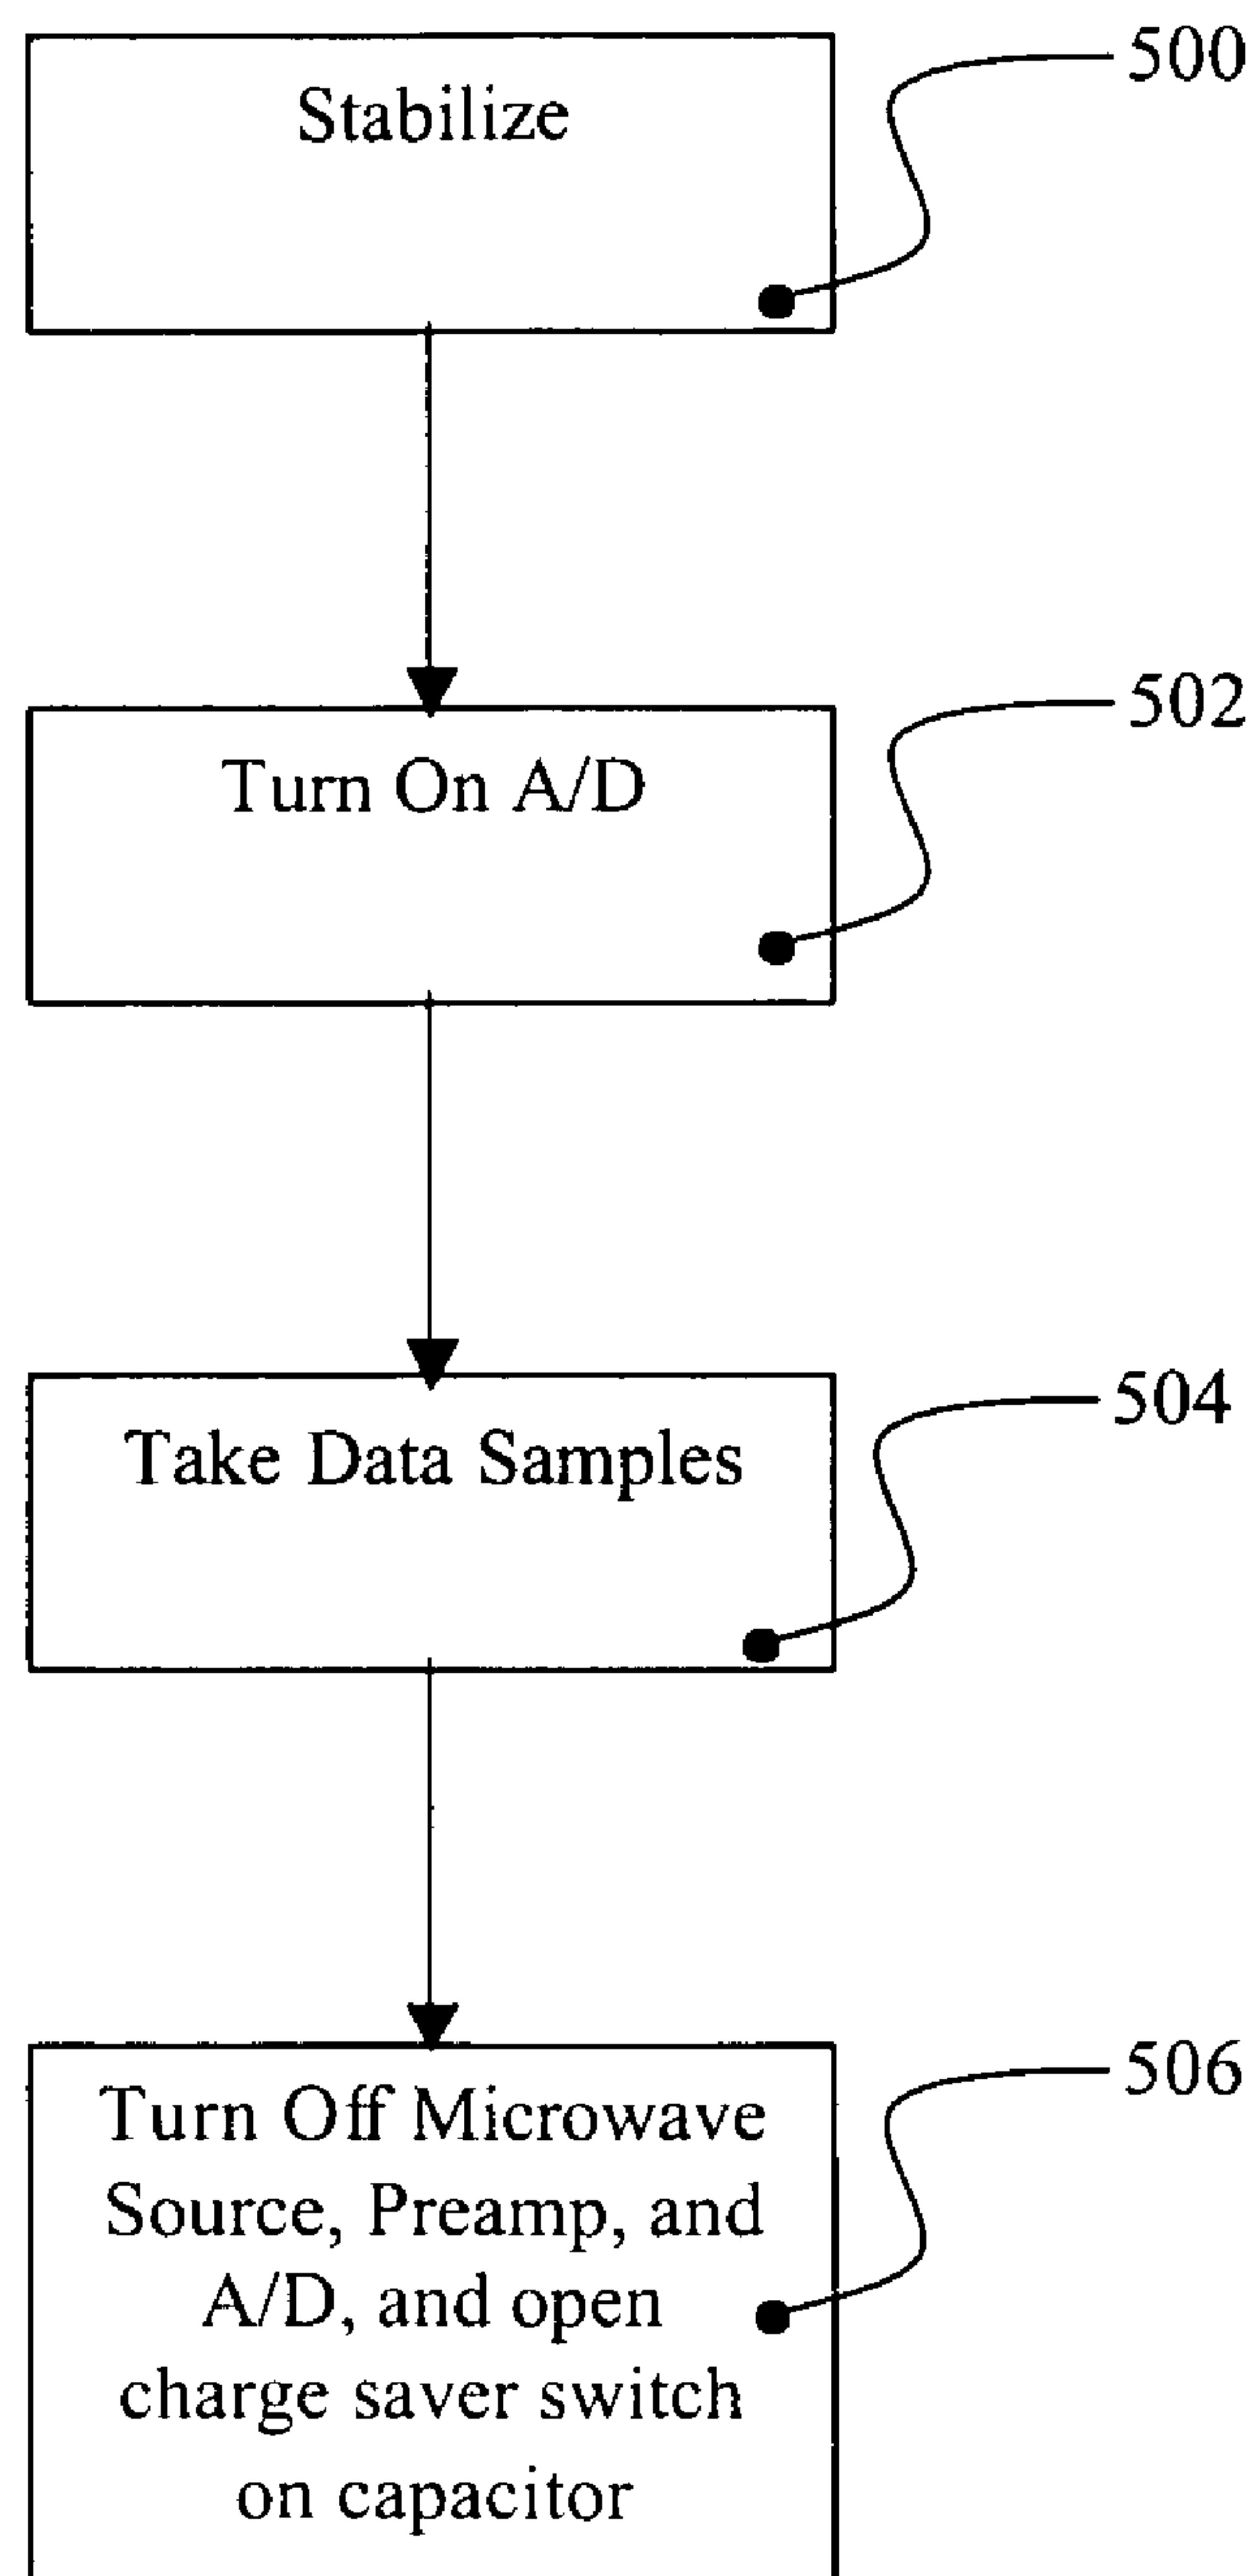 Stabilize
500
Turn On A/D
502
Take Data Samples
504
Turn Off Microwave
Source, Preamp, and
A/D, and open
charge saver switch
on capacitor
506